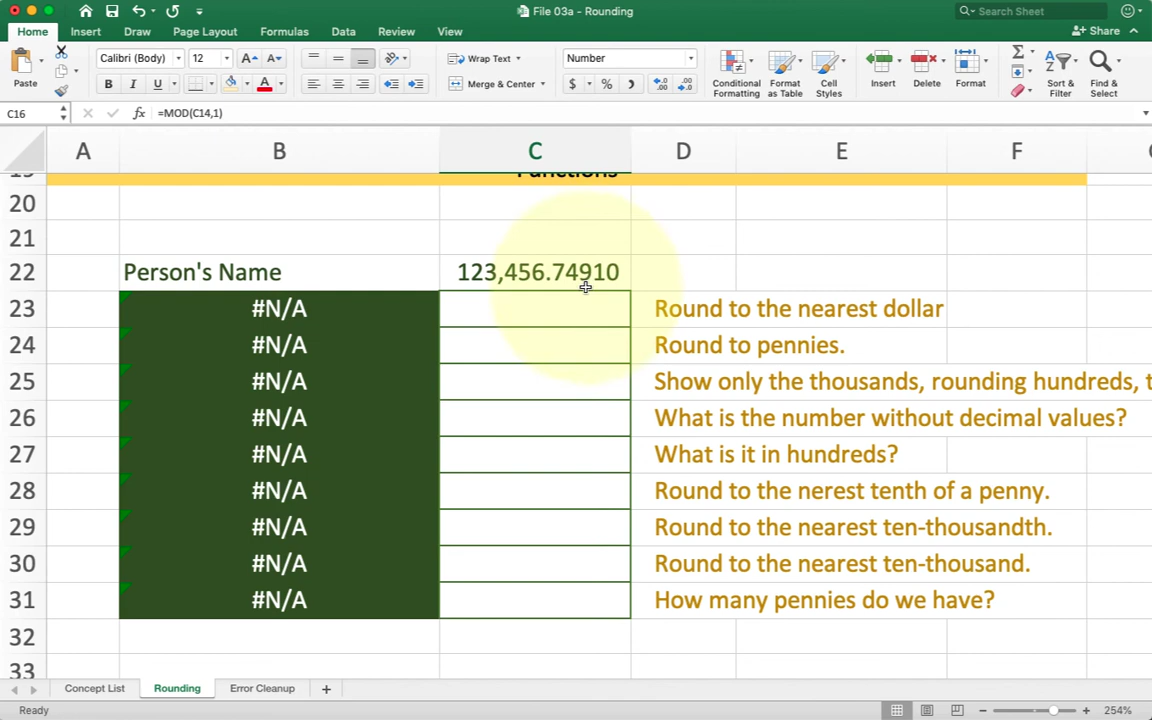 File 03a - Rounding
Search Sheet
Home Insert Draw Page Layout Formulas Data Review View
Share
Paste
Calibri (Body) 12
B I U
Wrap Text
Merge & Center
Number
$ %
Conditional Formatting
Format as Table
Cell Styles
Insert
Delete
Format
Sort & Filter
Find & Select
C16 fx =MOD(C14,1)
A B C D E F
Functions
20
21
22 Person's Name 123,456.74910
23 #N/A Round to the nearest dollar
24 #N/A Round to pennies.
25 #N/A Show only the thousands, rounding hundreds, t
26 #N/A What is the number without decimal values?
27 #N/A What is it in hundreds?
28 #N/A Round to the nerest tenth of a penny.
29 #N/A Round to the nearest ten-thousandth.
30 #N/A Round to the nearest ten-thousand.
31 #N/A How many pennies do we have?
32
33
Concept List Rounding Error Cleanup +
Ready 254%